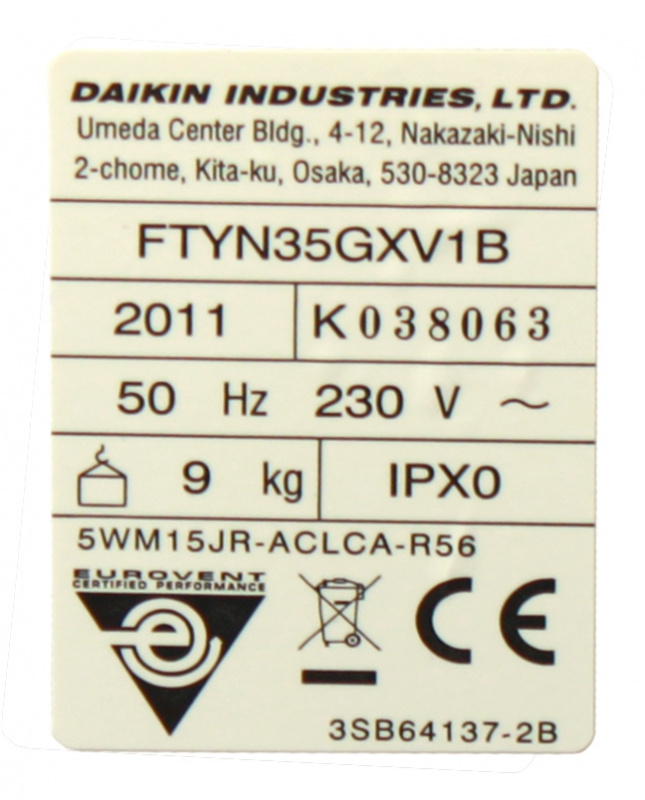 DAIKIN INDUSTRIES, LTD.
Umeda Center Bldg., 4-12, Nakazaki-Nishi
2-chome, Kita-ku, Osaka, 530-8323 Japan
FTYN35GXV1B
2011 K038063
50 Hz 230 V ~
9 kg IPX0
5WM15JR-ACLCA-R56
EUROVENT
CERTIFIED PERFORMANCE
CE
3SB64137-2B